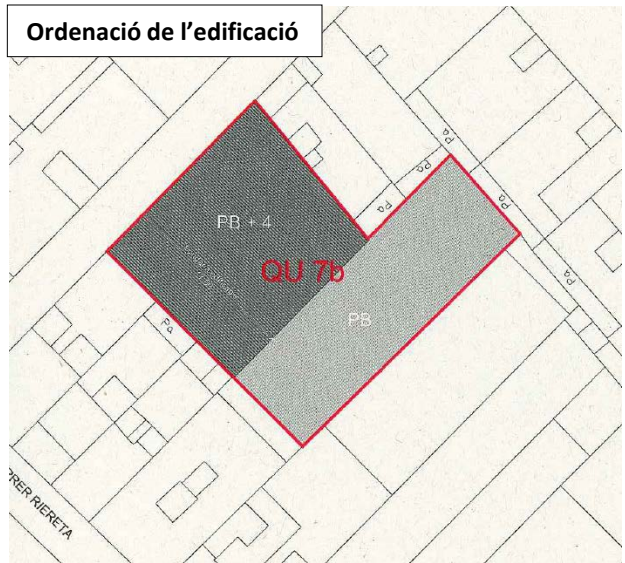 Ordenació de l'edificació
Pa
Pa
Pa
Pa
PB + 4
QU 7b
Pa
PB
Pa
RRER RIERETA